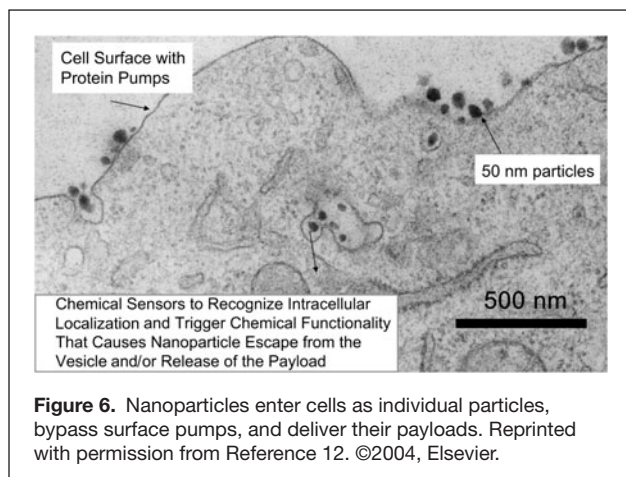 Cell Surface with
Protein Pumps
50 nm particles
500 nm
Chemical Sensors to Recognize Intracellular
Localization and Trigger Chemical Functionality
That Causes Nanoparticle Escape from the
Vesicle and/or Release of the Payload
Figure 6. Nanoparticles enter cells as individual particles,
bypass surface pumps, and deliver their payloads. Reprinted
with permission from Reference 12. ©2004, Elsevier.